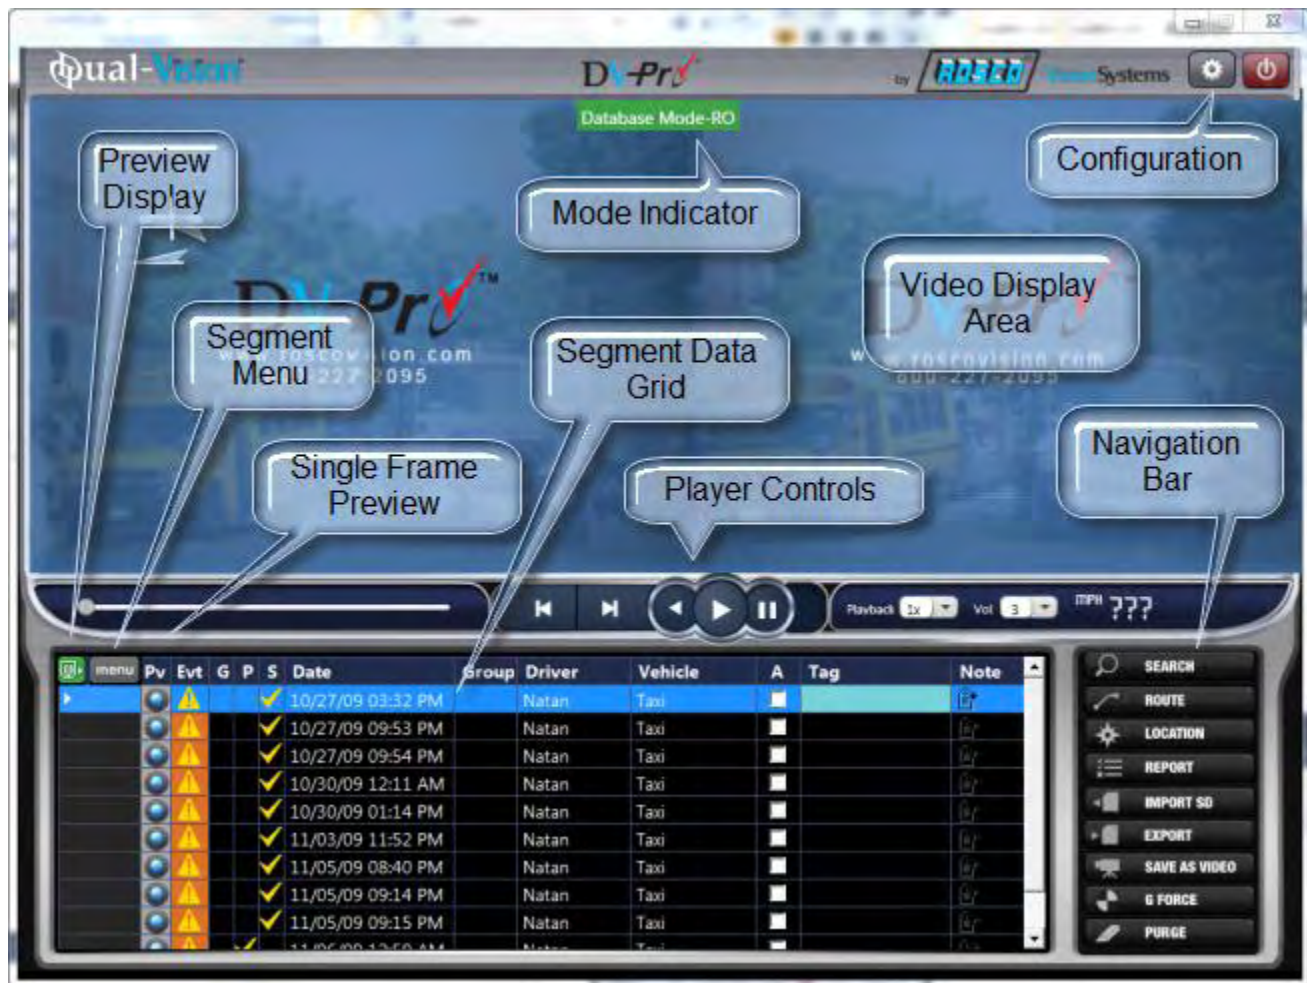 Dual-Vision
DV-Pr
by ROSCO Vision Systems
Database Mode-RO
Preview
Display
Configuration
Mode Indicator
Video Display
Area
DV-Pr™
Segment
Menu
Segment Data
Grid
Navigation
Bar
Single Frame
Preview
Player Controls
Playback 1x Vol 3 MPH ???
menu Pv Evt G P S Date Group Driver Vehicle A Tag Note
10/27/09 03:32 PM Natan Taxi
10/27/09 09:53 PM Natan Taxi
10/27/09 09:54 PM Natan Taxi
10/30/09 12:11 AM Natan Taxi
10/30/09 01:14 PM Natan Taxi
11/03/09 11:52 PM Natan Taxi
11/05/09 08:40 PM Natan Taxi
11/05/09 09:14 PM Natan Taxi
11/05/09 09:15 PM Natan Taxi
SEARCH
ROUTE
LOCATION
REPORT
IMPORT SD
EXPORT
SAVE AS VIDEO
G FORCE
PURGE